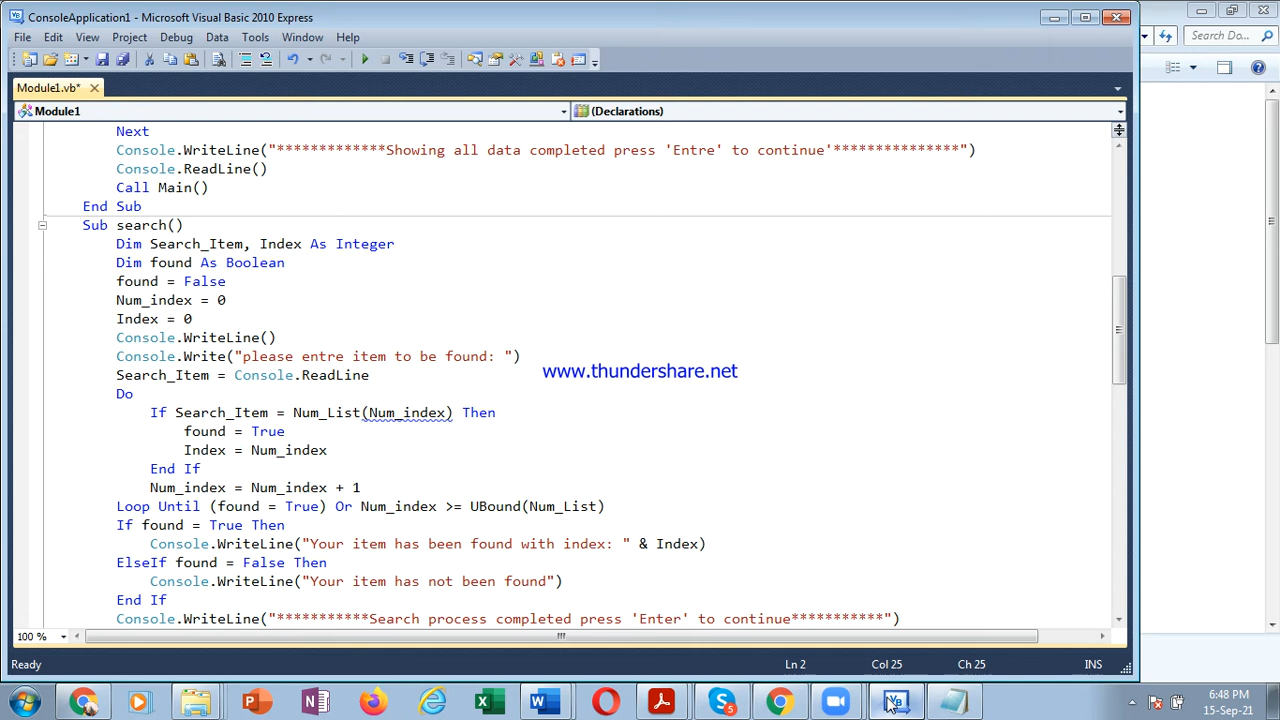 ConsoleApplication1 - Microsoft Visual Basic 2010 Express
File Edit View Project Debug Data Tools Window Help
Search Do...
Module1.vb*
Module1
(Declarations)
Next
Console.WriteLine("*************Showing all data completed press 'Entre' to continue'***************")
Console.ReadLine()
Call Main()
End Sub
Sub search()
Dim Search_Item, Index As Integer
Dim found As Boolean
found = False
Num_index = 0
Index = 0
Console.WriteLine()
Console.Write("please entre item to be found: ")
Search_Item = Console.ReadLine
www.thundershare.net
Do
If Search_Item = Num_List(Num_index) Then
found = True
Index = Num_index
End If
Num_index = Num_index + 1
Loop Until (found = True) Or Num_index >= UBound(Num_List)
If found = True Then
Console.WriteLine("Your item has been found with index: " & Index)
ElseIf found = False Then
Console.WriteLine("Your item has not been found")
End If
Console.WriteLine("***********Search process completed press 'Enter' to continue***********")
100 %
Ready Ln 2 Col 25 Ch 25 INS
6:48 PM
15-Sep-21